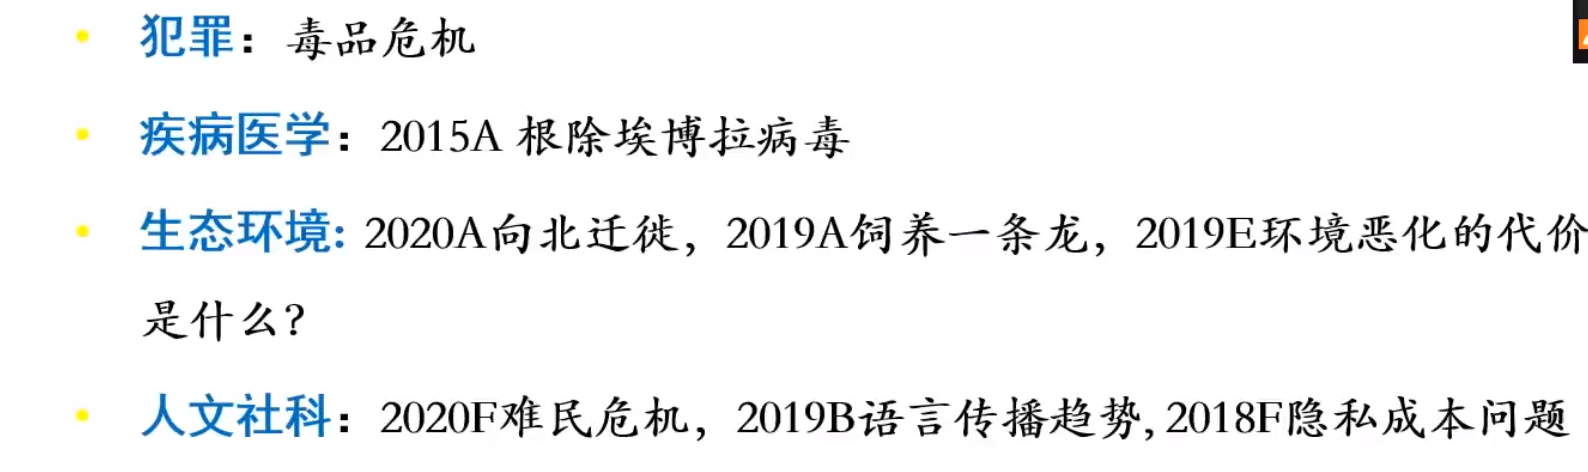 • 犯罪：毒品危机
• 疾病医学：2015A 根除埃博拉病毒
• 生态环境: 2020A向北迁徙，2019A饲养一条龙，2019E环境恶化的代价
是什么?
• 人文社科：2020F难民危机，2019B语言传播趋势, 2018F隐私成本问题